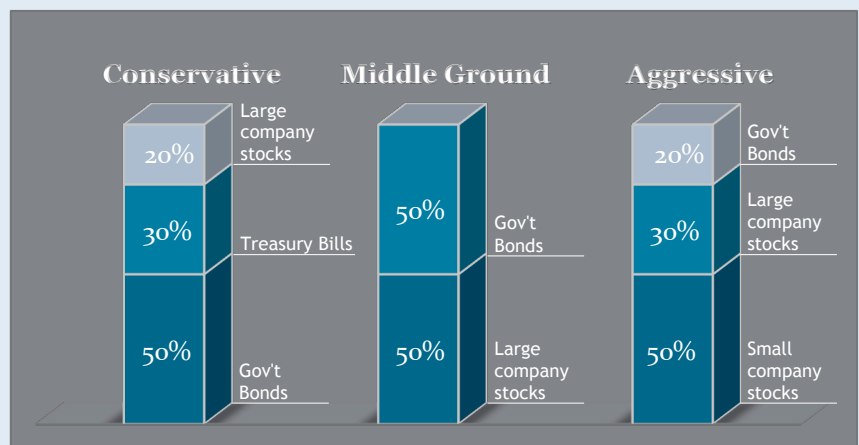 Conservative
Middle Ground
Aggressive
20%
Large
company
stocks
30%
Treasury Bills
50%
Gov't
Bonds
50%
Gov't
Bonds
50%
Large
company
stocks
20%
Gov't
Bonds
30%
Large
company
stocks
50%
Small
company
stocks